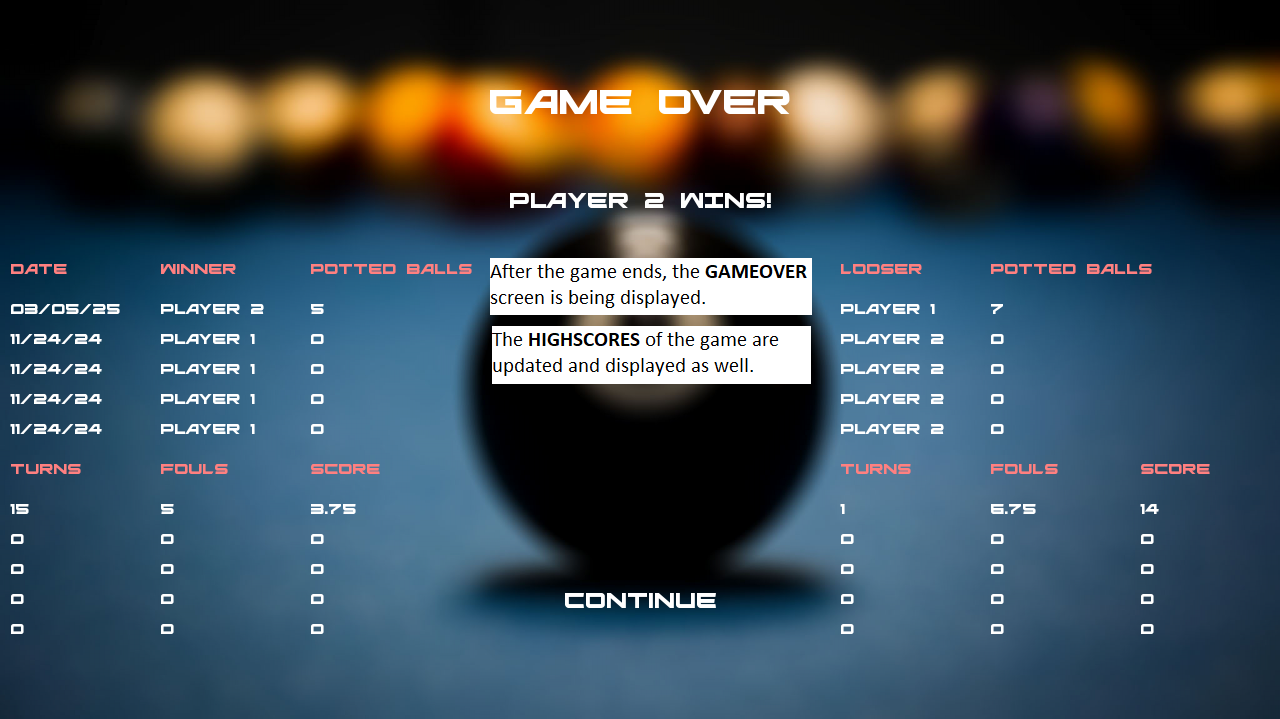 GAME OVER
PLAYER 2 WINS!
DATE WINNER POTTED BALLS
03/05/25 PLAYER 2 5
11/24/24 PLAYER 1 0
11/24/24 PLAYER 1 0
11/24/24 PLAYER 1 0
11/24/24 PLAYER 1 0
TURNS FOULS SCORE
15 5 3.75
0 0 0
0 0 0
0 0 0
0 0 0
After the game ends, the GAMEOVER
screen is being displayed.
The HIGHSCORES of the game are
updated and displayed as well.
LOOSER POTTED BALLS
PLAYER 1 7
PLAYER 2 0
PLAYER 2 0
PLAYER 2 0
PLAYER 2 0
TURNS FOULS SCORE
1 6.75 14
0 0 0
0 0 0
0 0 0
0 0 0
CONTINUE